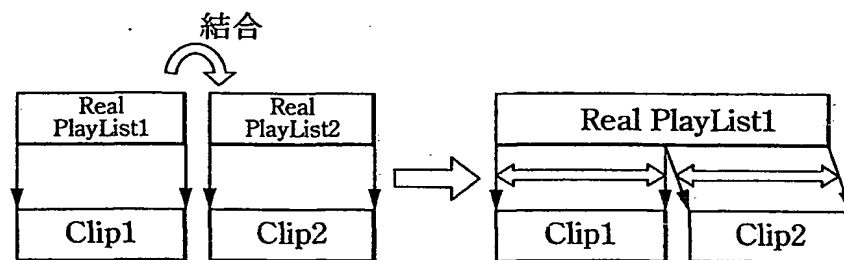 結合
Real
PlayList1
Real
PlayList2
Real PlayList1
Clip1
Clip2
Clip1
Clip2